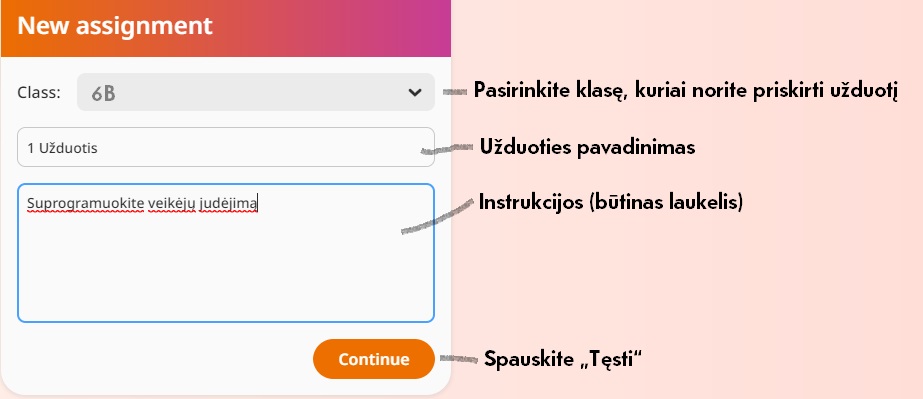 New assignment
Class: 6B Pasirinkite klasę, kuriai norite priskirti užduotį
1 Užduotis Užduoties pavadinimas
Suprogramuokite veikėjų judėjimą Instrukcijos (būtinas laukelis)
Continue Spauskite „Tęsti“